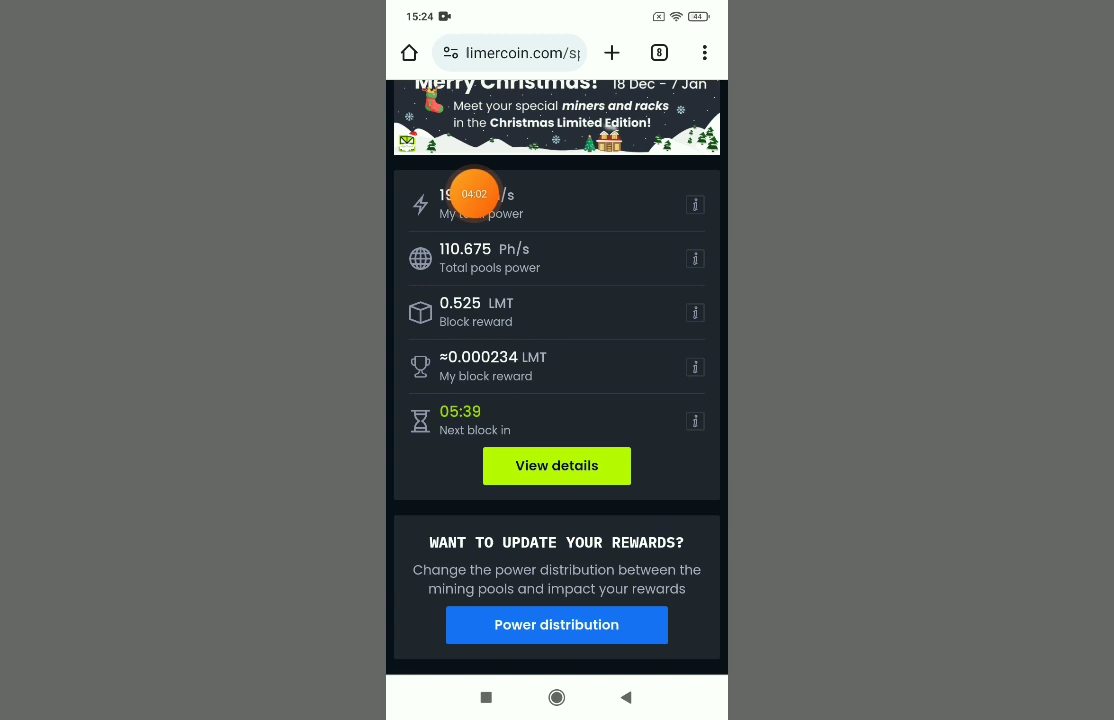 15:24
44
limercoin.com/sp
8
Merry Christmas! 18 Dec - 7 Jan
Meet your special miners and racks
in the Christmas Limited Edition!
04:02
/s
My power
110.675 Ph/s
Total pools power
0.525 LMT
Block reward
≈0.000234 LMT
My block reward
05:39
Next block in
View details
WANT TO UPDATE YOUR REWARDS?
Change the power distribution between the
mining pools and impact your rewards
Power distribution